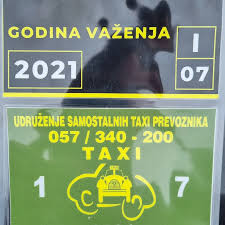 GODINA VAŽENJA
2021
I
07
UDRUŽENJE SAMOSTALNIH TAXI PREVOZNIKA
057 / 340 - 200
TAXI
1 7